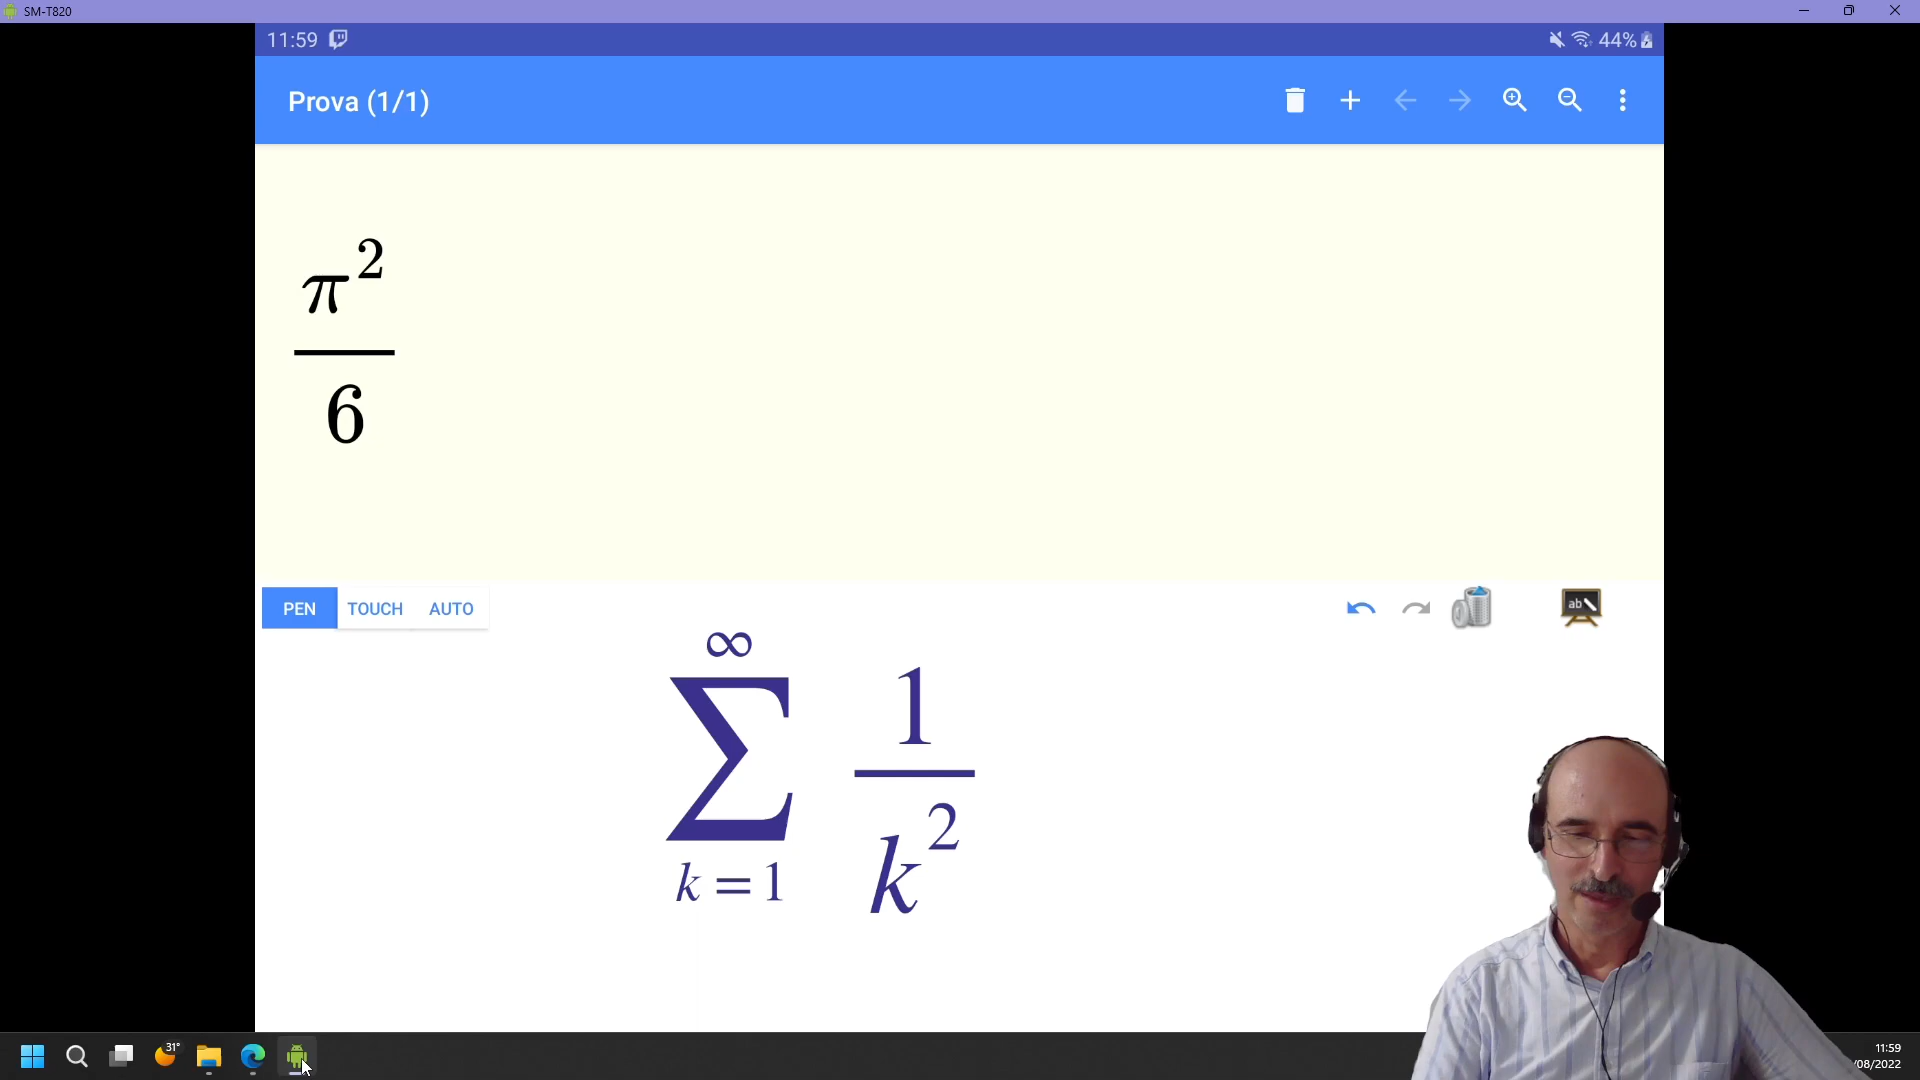 SM-T820
11:59
44%
Prova (1/1)
π²
6
PEN TOUCH AUTO
ab
∞
∑
k = 1
1
k²
31°
11:59
/08/2022